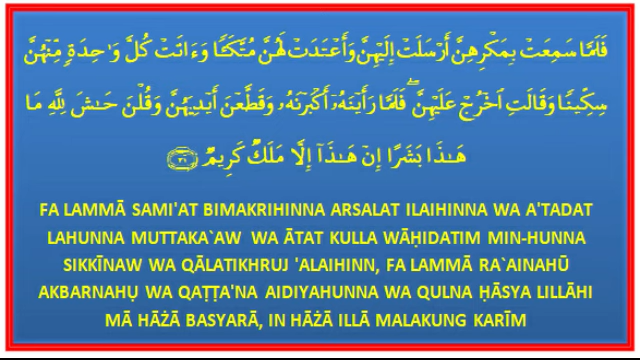 فَلَمَّا سَمِعَتْ بِمَكْرِهِنَّ أَرْسَلَتْ إِلَيْهِنَّ وَأَعْتَدَتْ لَهُنَّ مُتَّكَـًٔا وَءَاتَتْ كُلَّ وَٰحِدَةٍ مِّنْهُنَّ
سِكِّينًا وَقَالَتِ ٱخْرُجْ عَلَيْهِنَّ ۖ فَلَمَّا رَأَيْنَهُۥٓ أَكْبَرْنَهُۥ وَقَطَّعْنَ أَيْدِيَهُنَّ وَقُلْنَ حَـٰشَ لِلَّهِ مَا
هَـٰذَا بَشَرًا إِنْ هَـٰذَآ إِلَّا مَلَكٌ كَرِيمٌ ﴿٣١﴾
FA LAMMĀ SAMI'AT BIMAKRIHINNA ARSALAT ILAIHINNA WA A'TADAT
LAHUNNA MUTTAKA`AW WA ĀTAT KULLA WĀḤIDATIM MIN-HUNNA
SIKKĪNAW WA QĀLATIKHRUJ 'ALAIHINN, FA LAMMĀ RA`AINAHŪ
AKBARNAHỤ WA QAṬṬA'NA AIDIYAHUNNA WA QULNA ḤĀSYA LILLĀHI
MĀ HĀŻĀ BASYARĀ, IN HĀŻĀ ILLĀ MALAKUNG KARĪM